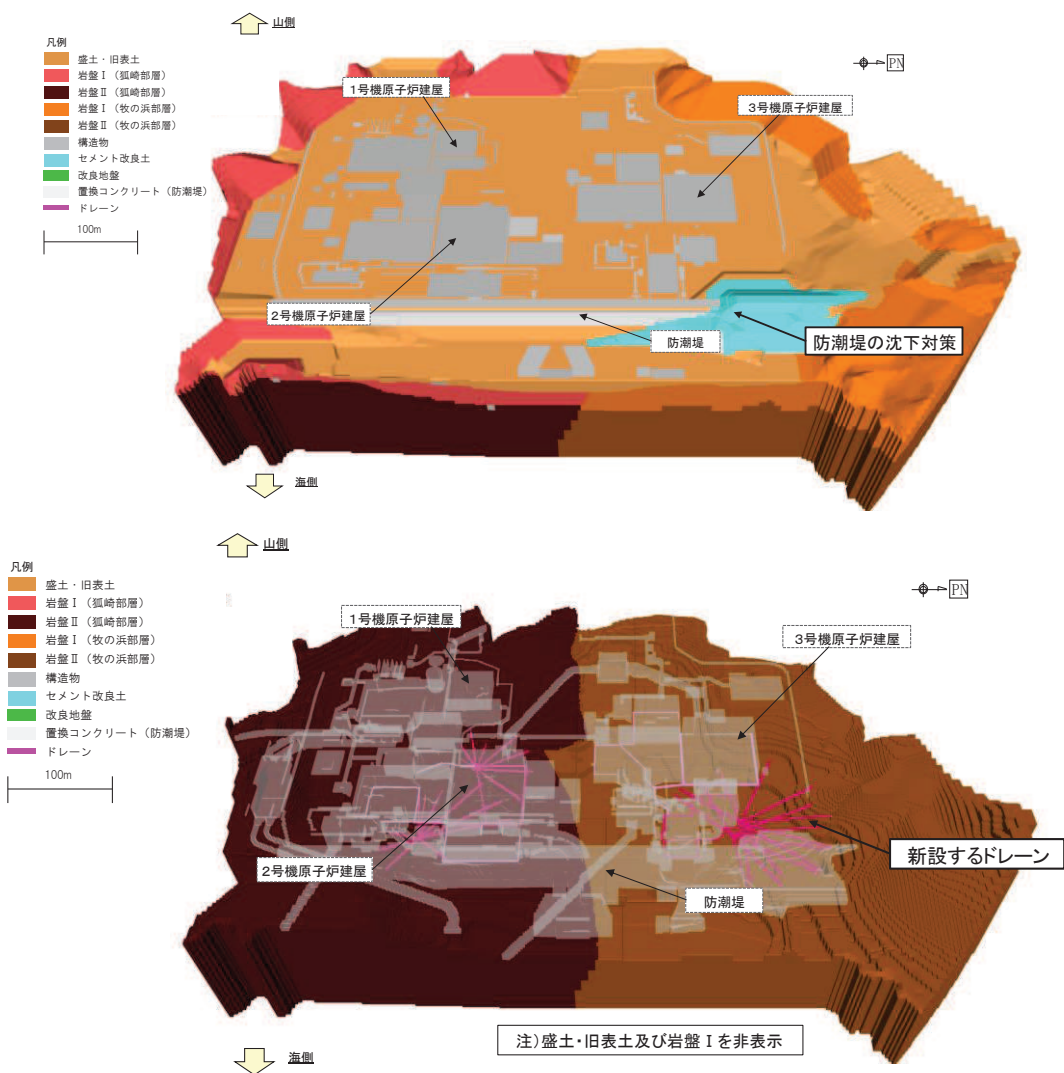 山側
凡例
盛土・旧表土
岩盤Ⅰ（狐崎部層）
岩盤Ⅱ（狐崎部層）
岩盤Ⅰ（牧の浜部層）
岩盤Ⅱ（牧の浜部層）
構造物
セメント改良土
改良地盤
置換コンクリート（防潮堤）
ドレーン
100m
PN
1号機原子炉建屋
3号機原子炉建屋
2号機原子炉建屋
防潮堤
防潮堤の沈下対策
海側
山側
凡例
盛土・旧表土
岩盤Ⅰ（狐崎部層）
岩盤Ⅱ（狐崎部層）
岩盤Ⅰ（牧の浜部層）
岩盤Ⅱ（牧の浜部層）
構造物
セメント改良土
改良地盤
置換コンクリート（防潮堤）
ドレーン
100m
PN
1号機原子炉建屋
3号機原子炉建屋
2号機原子炉建屋
新設するドレーン
防潮堤
注）盛土・旧表土及び岩盤Ⅰを非表示
海側